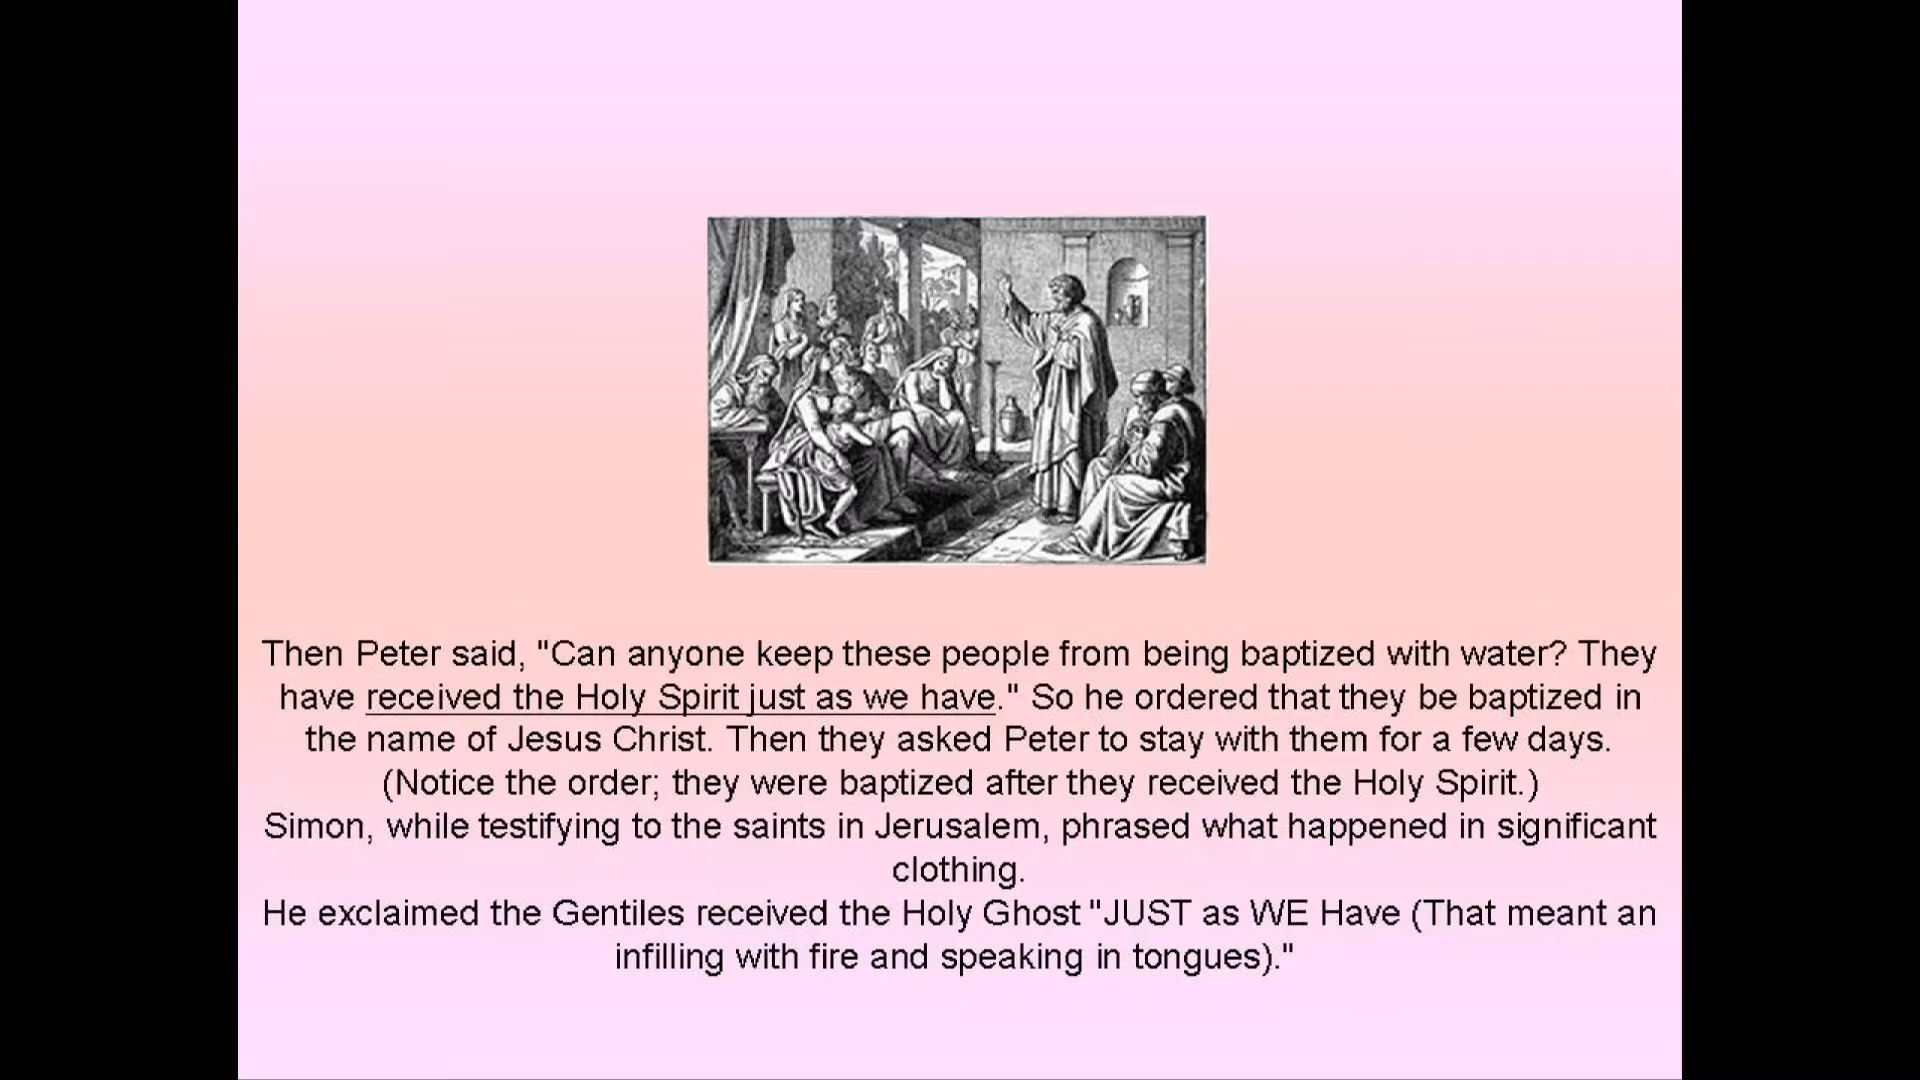 Then Peter said, "Can anyone keep these people from being baptized with water? They
have received the Holy Spirit just as we have." So he ordered that they be baptized in
the name of Jesus Christ. Then they asked Peter to stay with them for a few days.
(Notice the order; they were baptized after they received the Holy Spirit.)
Simon, while testifying to the saints in Jerusalem, phrased what happened in significant
clothing.
He exclaimed the Gentiles received the Holy Ghost "JUST as WE Have (That meant an
infilling with fire and speaking in tongues)."